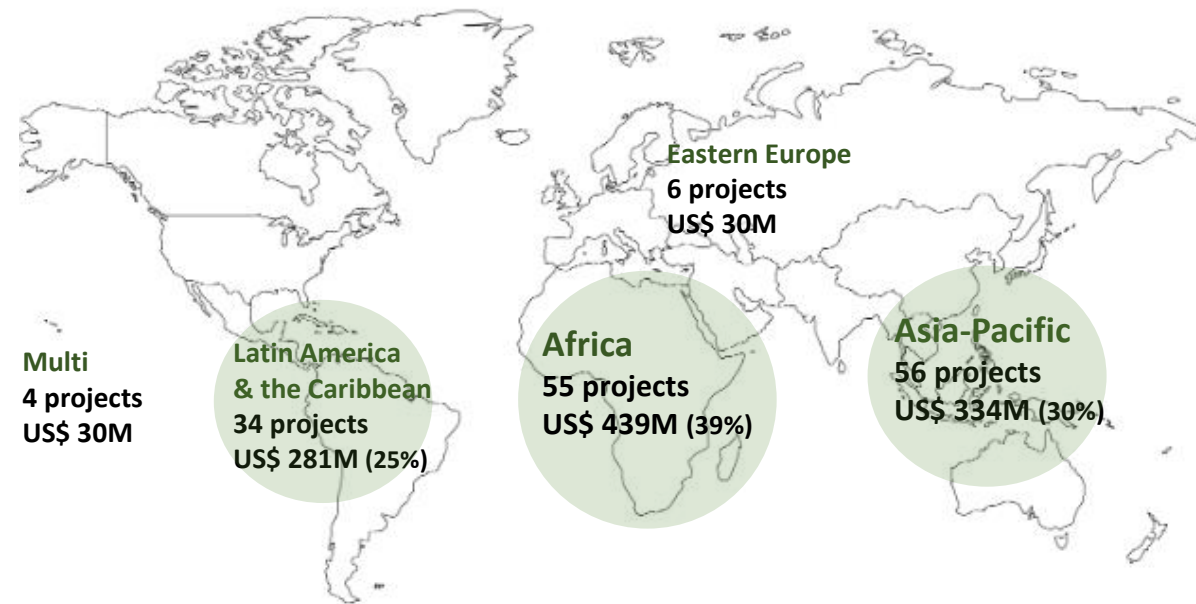 Eastern Europe
6 projects
US$ 30M
Multi
4 projects
US$ 30M
Latin America
& the Caribbean
34 projects
US$ 281M (25%)
Africa
55 projects
US$ 439M (39%)
Asia-Pacific
56 projects
US$ 334M (30%)